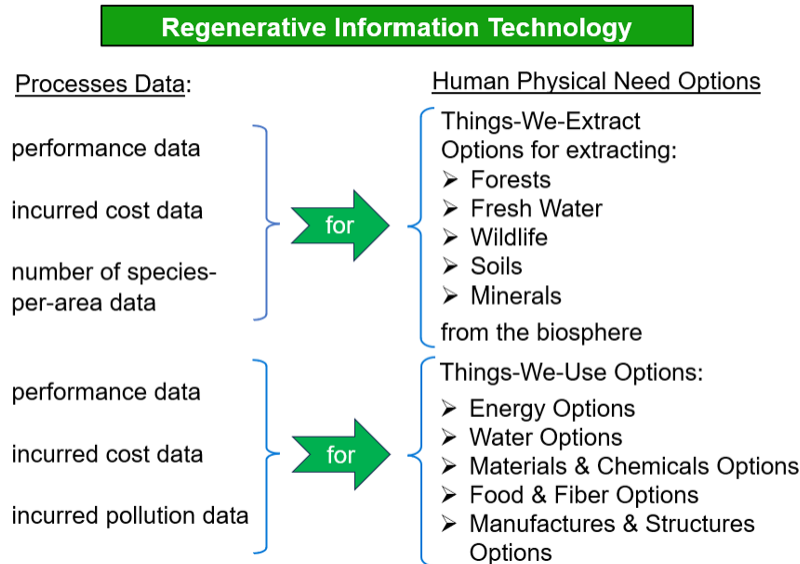 Regenerative Information Technology
Processes Data:
performance data
incurred cost data
number of species-
per-area data
for
Human Physical Need Options
Things-We-Extract
Options for extracting:
➢ Forests
➢ Fresh Water
➢ Wildlife
➢ Soils
➢ Minerals
from the biosphere
performance data
incurred cost data
incurred pollution data
for
Things-We-Use Options:
➢ Energy Options
➢ Water Options
➢ Materials & Chemicals Options
➢ Food & Fiber Options
➢ Manufactures & Structures
Options